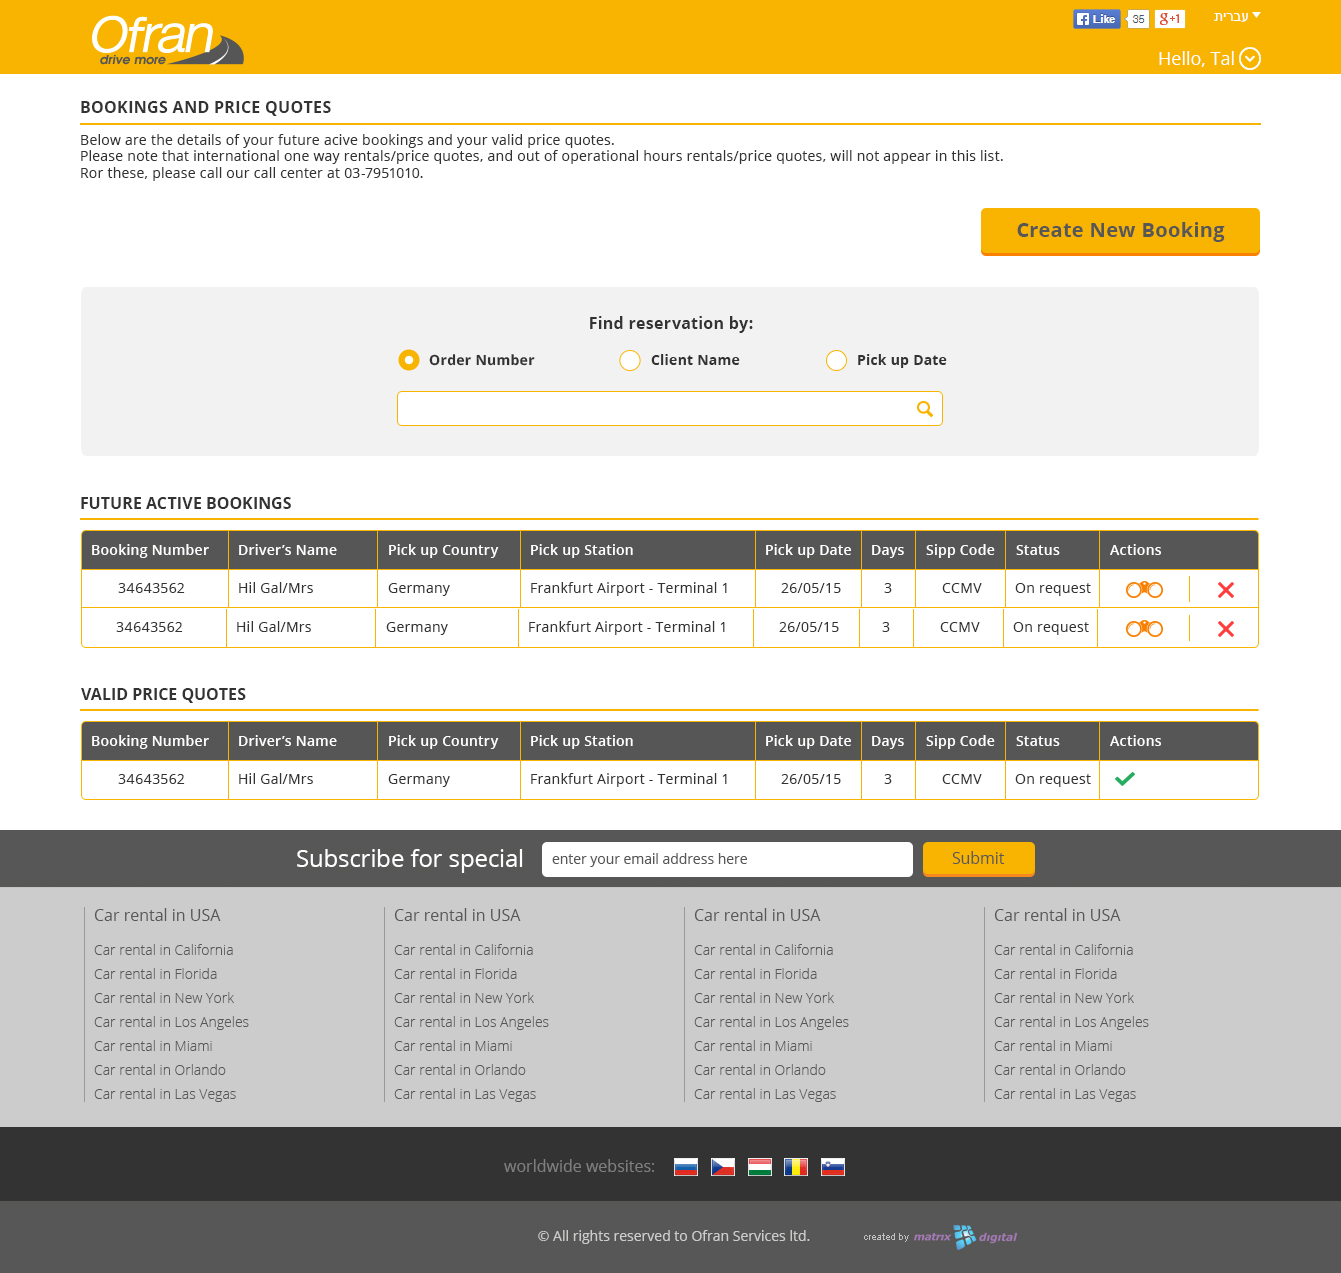 Ofran
drive more
Like 35 g+1
עברית
Hello, Tal
BOOKINGS AND PRICE QUOTES
Below are the details of your future acive bookings and your valid price quotes.
Please note that international one way rentals/price quotes, and out of operational hours rentals/price quotes, will not appear in this list.
Ror these, please call our call center at 03-7951010.
Create New Booking
Find reservation by:
Order Number Client Name Pick up Date
FUTURE ACTIVE BOOKINGS
Booking Number Driver’s Name Pick up Country Pick up Station Pick up Date Days Sipp Code Status Actions
34643562 Hil Gal/Mrs Germany Frankfurt Airport - Terminal 1 26/05/15 3 CCMV On request
34643562 Hil Gal/Mrs Germany Frankfurt Airport - Terminal 1 26/05/15 3 CCMV On request
VALID PRICE QUOTES
Booking Number Driver’s Name Pick up Country Pick up Station Pick up Date Days Sipp Code Status Actions
34643562 Hil Gal/Mrs Germany Frankfurt Airport - Terminal 1 26/05/15 3 CCMV On request
Subscribe for special enter your email address here Submit
Car rental in USA Car rental in USA Car rental in USA Car rental in USA
Car rental in California Car rental in California Car rental in California Car rental in California
Car rental in Florida Car rental in Florida Car rental in Florida Car rental in Florida
Car rental in New York Car rental in New York Car rental in New York Car rental in New York
Car rental in Los Angeles Car rental in Los Angeles Car rental in Los Angeles Car rental in Los Angeles
Car rental in Miami Car rental in Miami Car rental in Miami Car rental in Miami
Car rental in Orlando Car rental in Orlando Car rental in Orlando Car rental in Orlando
Car rental in Las Vegas Car rental in Las Vegas Car rental in Las Vegas Car rental in Las Vegas
worldwide websites:
© All rights reserved to Ofran Services ltd. created by matrix digital